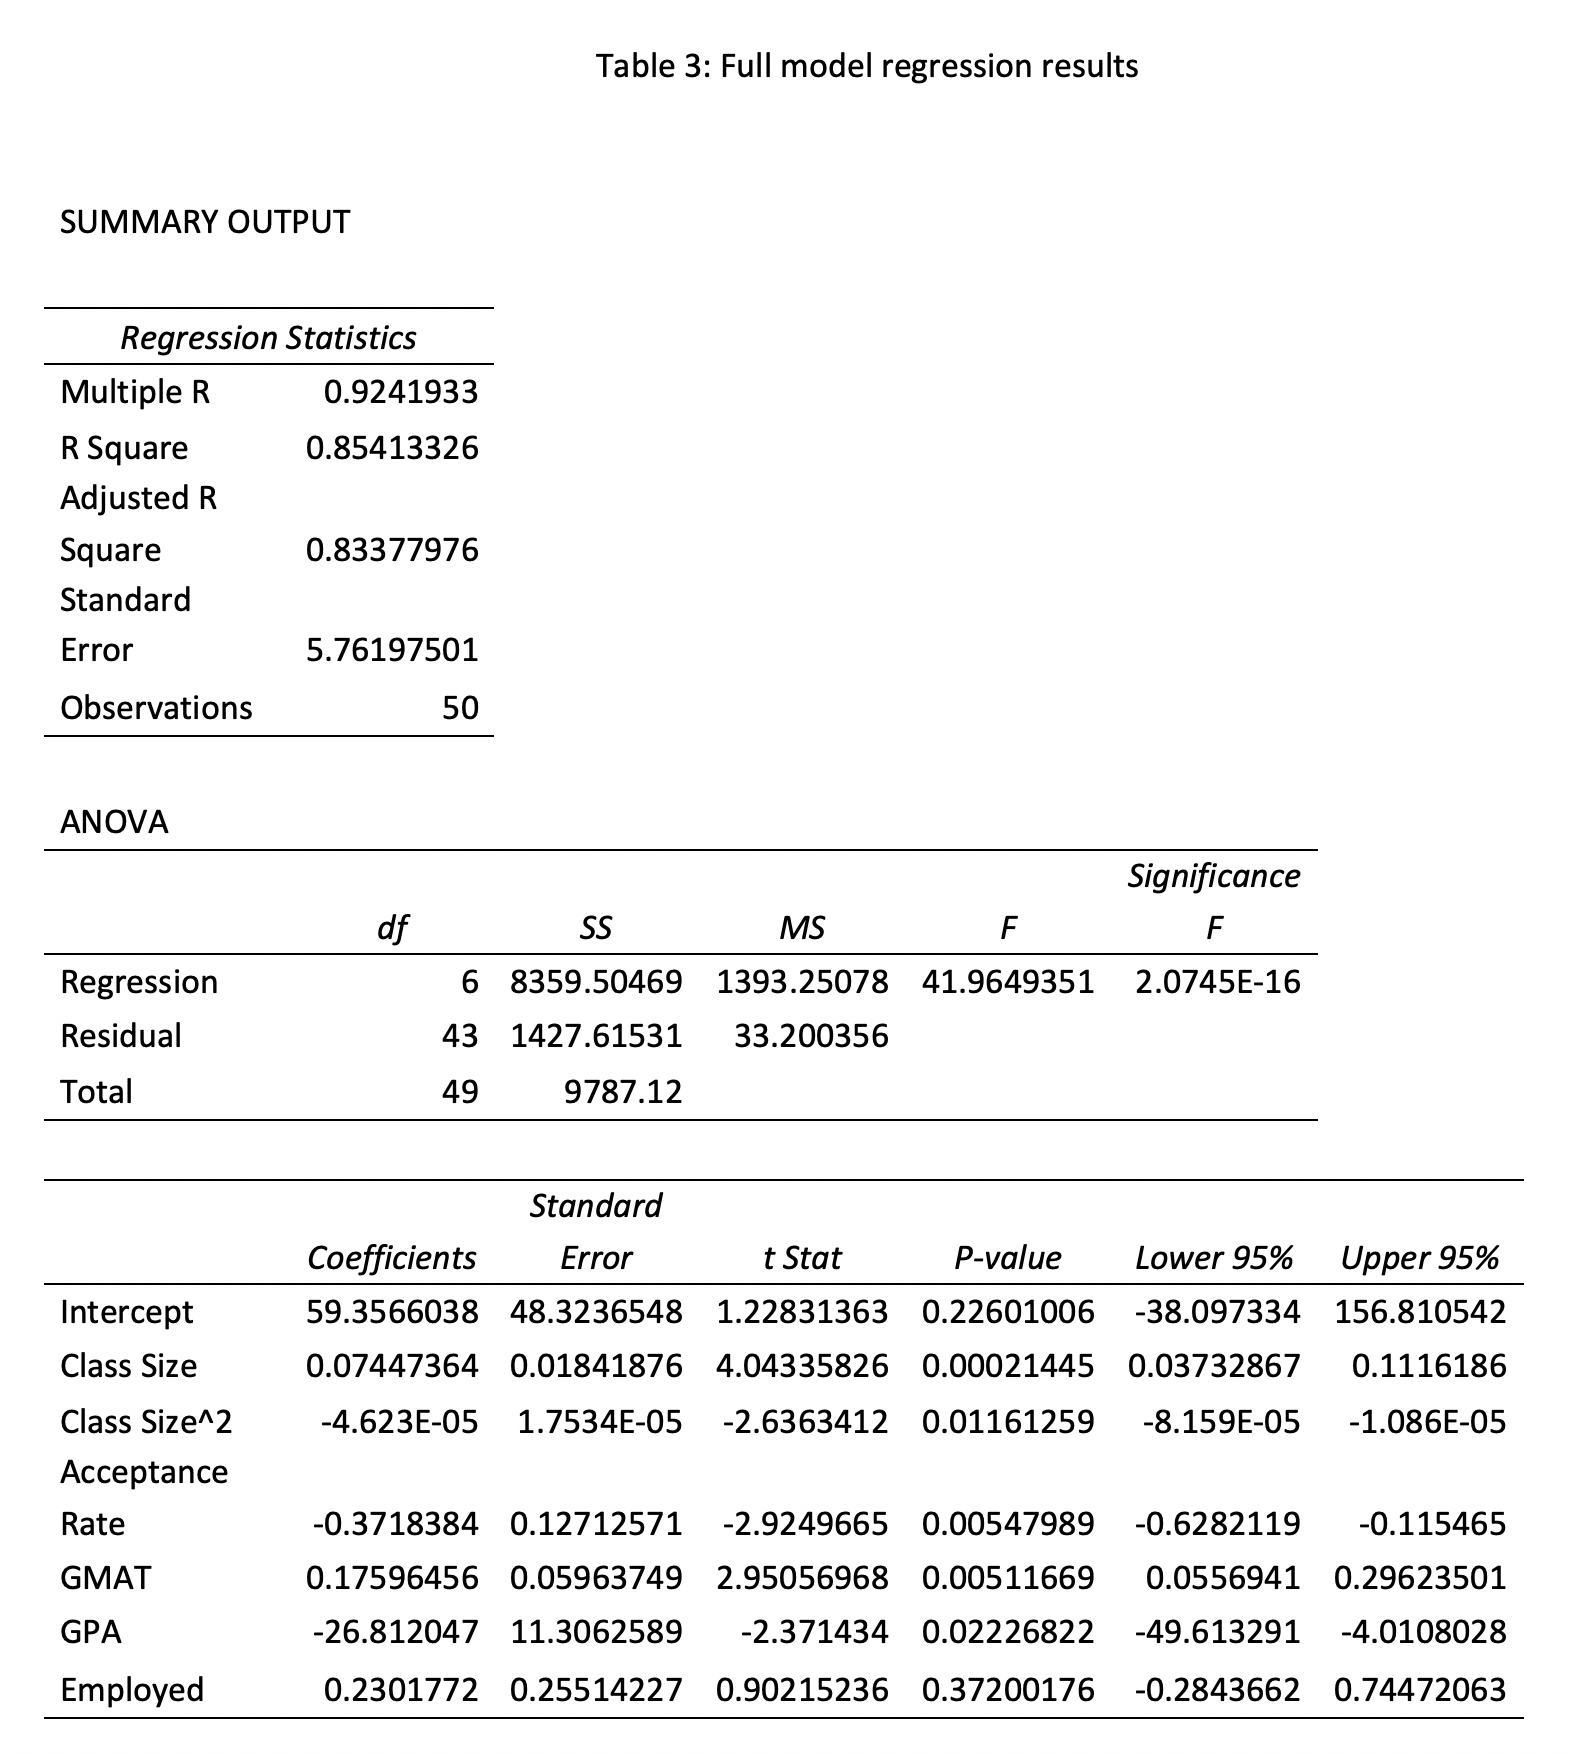 Table 3: Full model regression results
SUMMARY OUTPUT
Regression Statistics
Multiple R 0.9241933
R Square 0.85413326
Adjusted R
Square 0.83377976
Standard
Error 5.76197501
Observations 50
ANOVA
Significance
df SS MS F F
Regression 6 8359.50469 1393.25078 41.9649351 2.0745E-16
Residual 43 1427.61531 33.200356
Total 49 9787.12
Standard
Coefficients Error t Stat P-value Lower 95% Upper 95%
Intercept 59.3566038 48.3236548 1.22831363 0.22601006 -38.097334 156.810542
Class Size 0.07447364 0.01841876 4.04335826 0.00021445 0.03732867 0.1116186
Class Size^2 -4.623E-05 1.7534E-05 -2.6363412 0.01161259 -8.159E-05 -1.086E-05
Acceptance
Rate -0.3718384 0.12712571 -2.9249665 0.00547989 -0.6282119 -0.115465
GMAT 0.17596456 0.05963749 2.95056968 0.00511669 0.0556941 0.29623501
GPA -26.812047 11.3062589 -2.371434 0.02226822 -49.613291 -4.0108028
Employed 0.2301772 0.25514227 0.90215236 0.37200176 -0.2843662 0.74472063